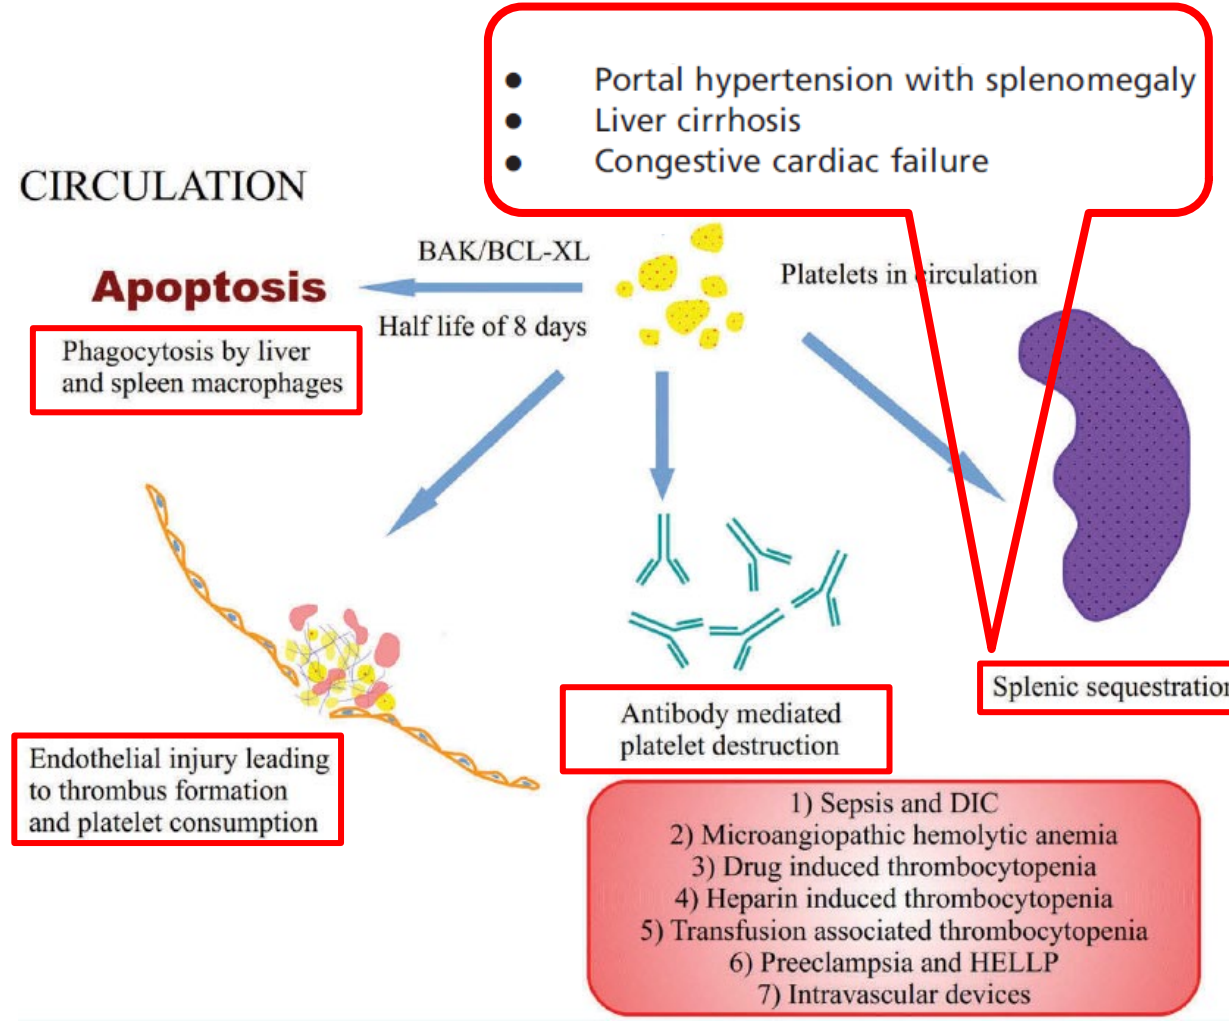 ● Portal hypertension with splenomegaly
● Liver cirrhosis
● Congestive cardiac failure
CIRCULATION
BAK/BCL-XL
Apoptosis
Half life of 8 days
Platelets in circulation
Phagocytosis by liver
and spleen macrophages
Splenic sequestration
Antibody mediated
platelet destruction
Endothelial injury leading
to thrombus formation
and platelet consumption
1) Sepsis and DIC
2) Microangiopathic hemolytic anemia
3) Drug induced thrombocytopenia
4) Heparin induced thrombocytopenia
5) Transfusion associated thrombocytopenia
6) Preeclampsia and HELLP
7) Intravascular devices